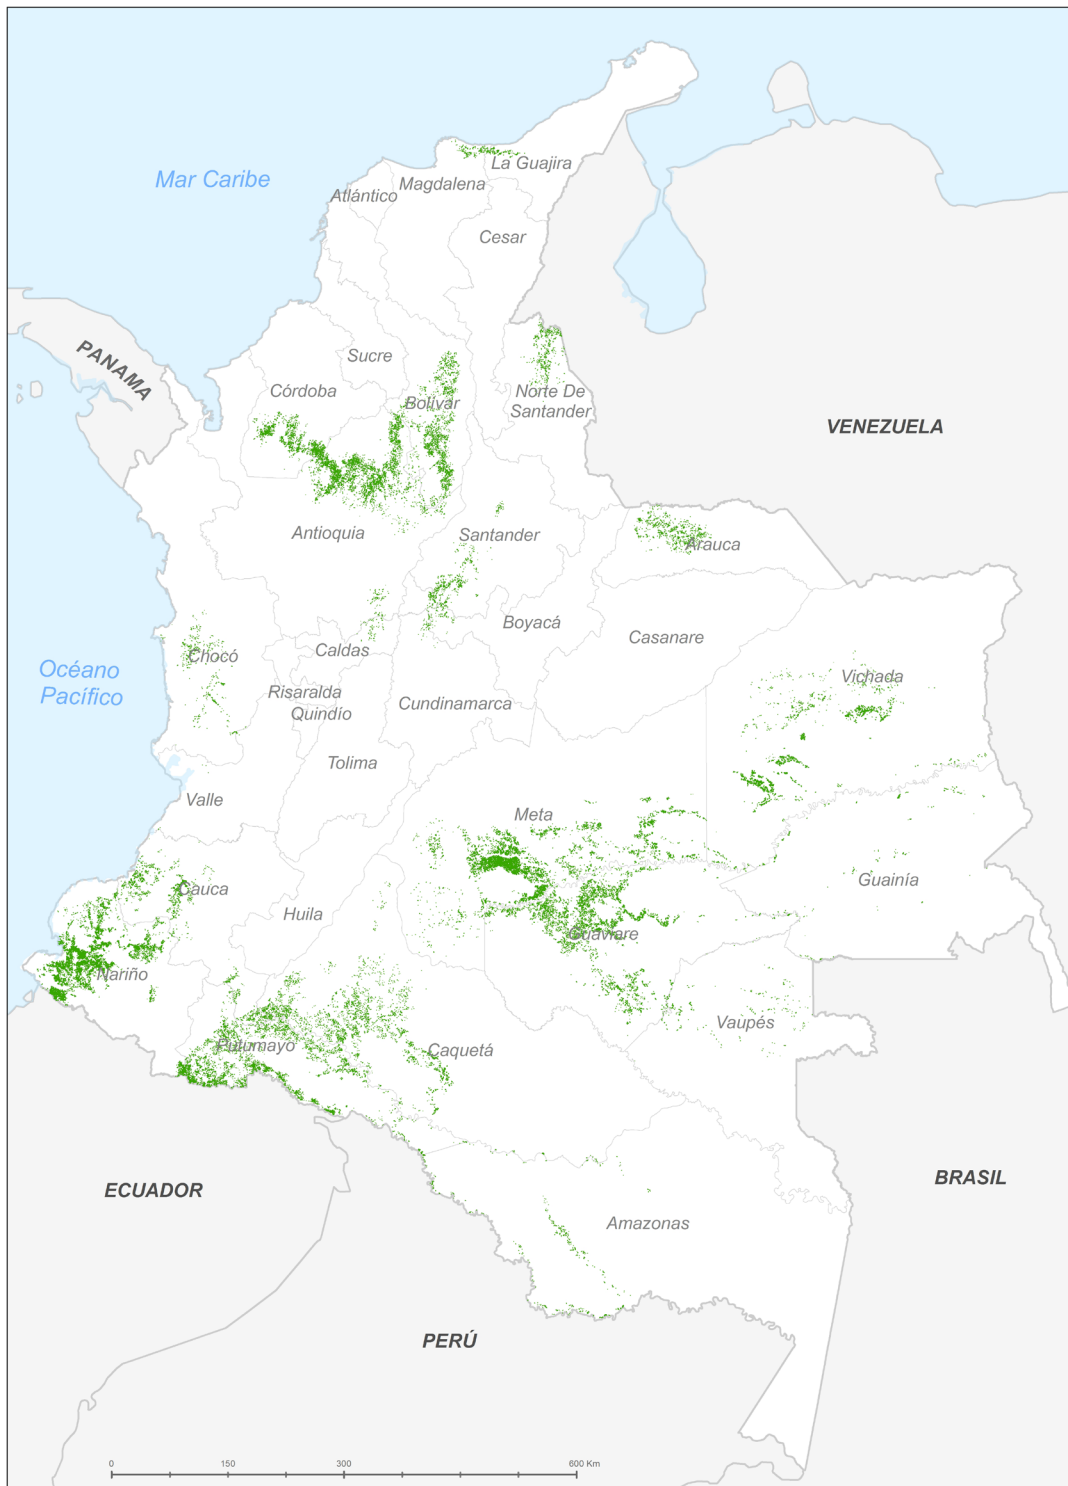 Mar Caribe
La Guajira
Magdalena
Atlántico
Cesar
PANAMA
Sucre
Córdoba
Bolívar
Norte De
Santander
VENEZUELA
Antioquia
Santander
Arauca
Boyacá
Casanare
Chocó
Caldas
Océano
Pacífico
Risaralda
Quindío
Cundinamarca
Vichada
Tolima
Valle
Meta
Cauca
Huila
Guainía
Guaviare
Nariño
Putumayo
Caquetá
Vaupés
ECUADOR
BRASIL
Amazonas
PERÚ
0 150 300 600 Km